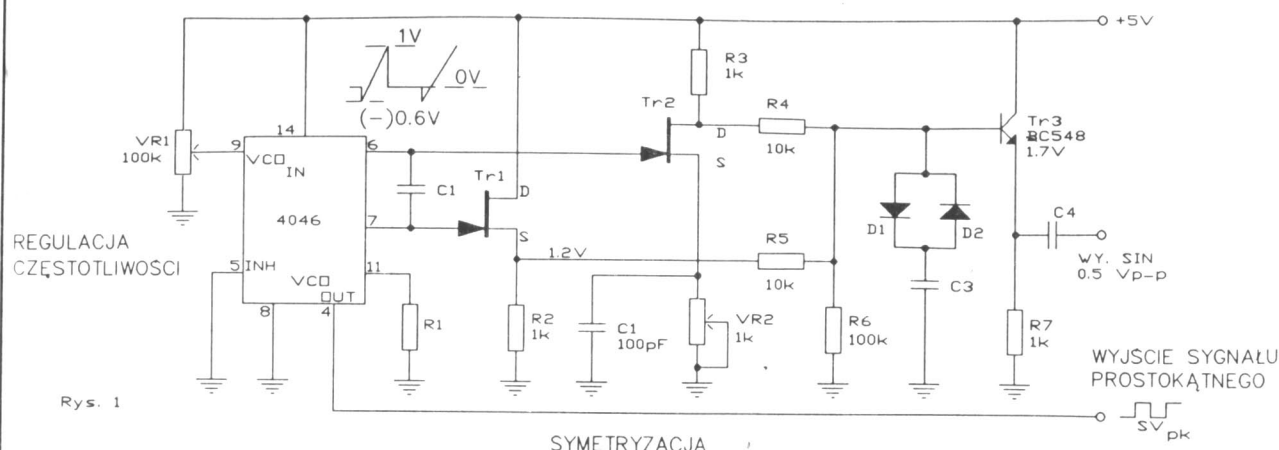 +5V
1V
0V
(-)0.6V
R3
1k
Tr2
R4
D
10k
S
Tr3
BC548
1.7V
VR1
100k
14
9
VCO
IN
6
C1
Tr1
D
4046
7
S
REGULACJA
CZĘSTOTLIWOŚCI
1.2V
R5
10k
D1
D2
C4
WY. SIN
0.5 Vp-p
5
INH
11
VCO
OUT
8
4
R1
R2
1k
C1
100pF
VR2
1k
R6
100k
C3
R7
1k
WYJŚCIE SYGNAŁU
PROSTOKĄTNEGO
Rys. 1
5Vpk
SYMETRYZACJA